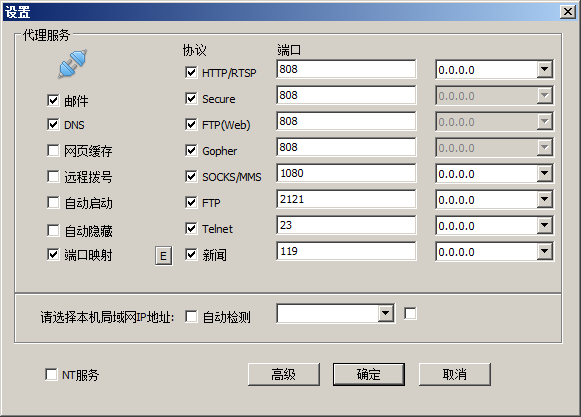 设置
代理服务
协议 端口
HTTP/RTSP 808 0.0.0.0
邮件 Secure 808 0.0.0.0
DNS FTP(Web) 808 0.0.0.0
网页缓存 Gopher 808 0.0.0.0
远程拨号 SOCKS/MMS 1080 0.0.0.0
自动启动 FTP 2121 0.0.0.0
自动隐藏 Telnet 23 0.0.0.0
端口映射 E 新闻 119 0.0.0.0
请选择本机局域网IP地址: 自动检测
NT服务 高级 确定 取消